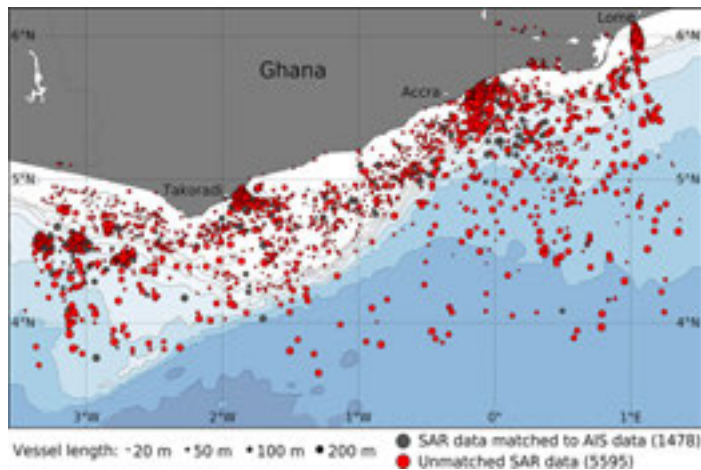 Lome
6°N
6°N
Ghana
Accra
5°N
5°N
Takoradi
4°N
4°N
3°W
2°W
1°W
0°
1°E
Vessel length: 20 m 50 m 100 m 200 m
SAR data matched to AIS data (1478)
Unmatched SAR data (5595)